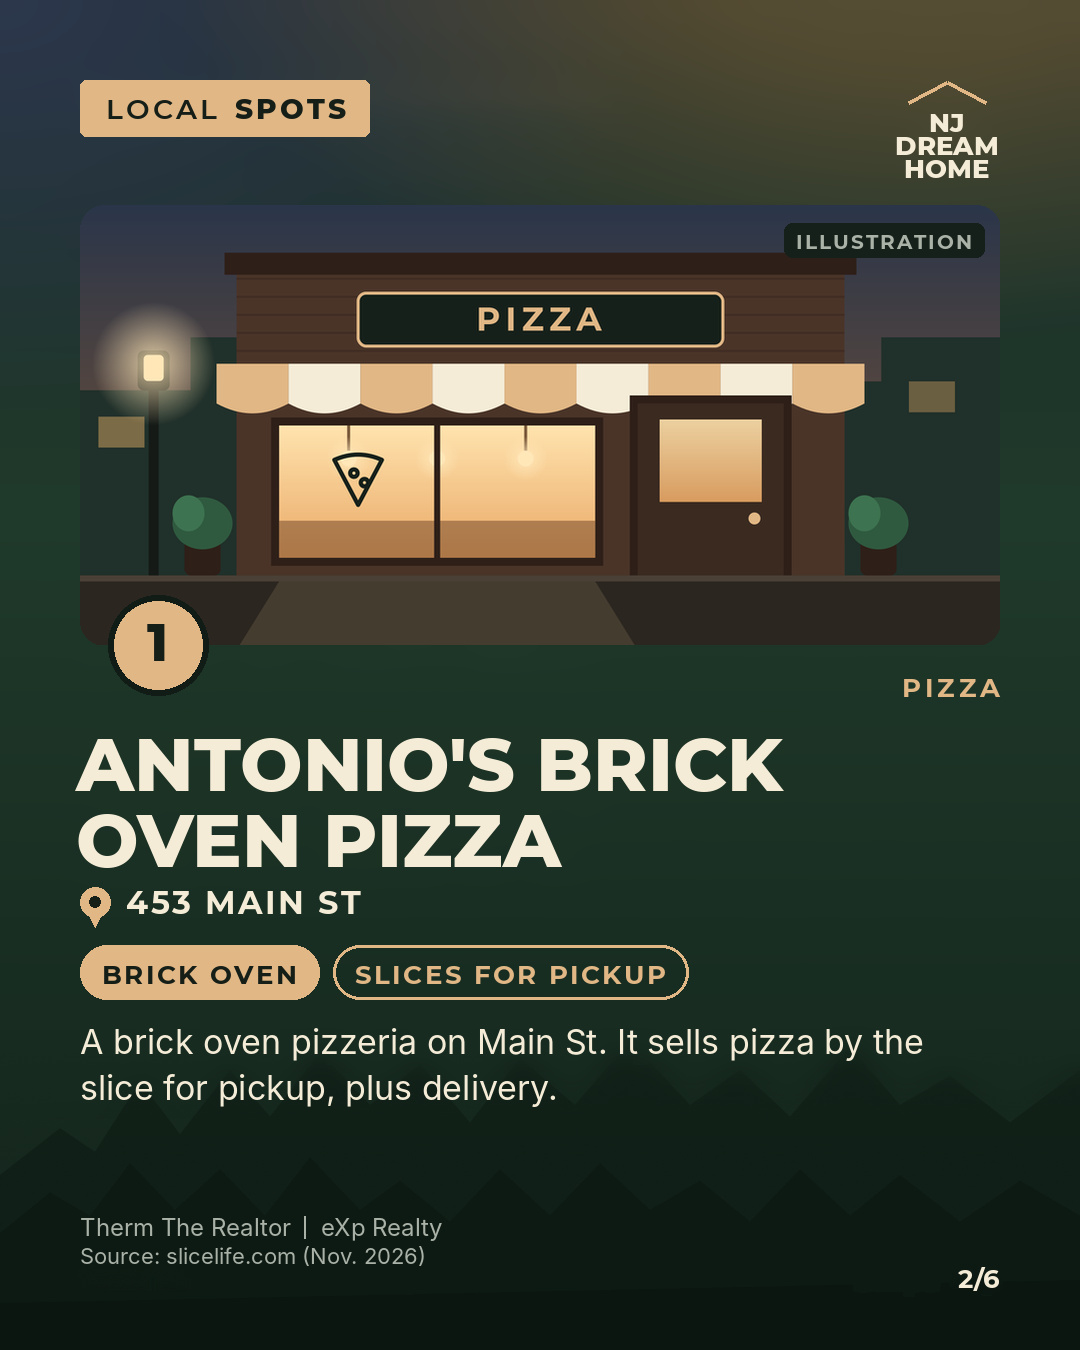 LOCAL SPOTS
NJ
DREAM
HOME
ILLUSTRATION
PIZZA
1
PIZZA
ANTONIO'S BRICK
OVEN PIZZA
453 MAIN ST
BRICK OVEN
SLICES FOR PICKUP
A brick oven pizzeria on Main St. It sells pizza by the
slice for pickup, plus delivery.
Therm The Realtor | eXp Realty
Source: slicelife.com (Nov. 2026)
2/6